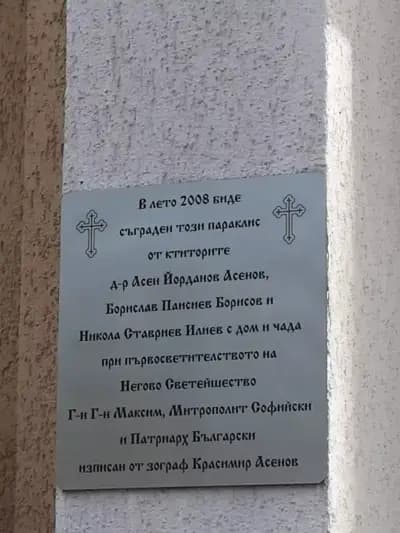 В лето 2008 биде
съграден този параклис
от ктиторите
д-р Асен Йорданов Асенов,
Борислав Паисиев Борисов и
Никола Ставриев Илиев с дом и чада
при първосветителството на
Негово Светейшество
Г-н Г-н Максим, Митрополит Софийски
и Патриарх Български
изписан от зограф Красимир Асенов